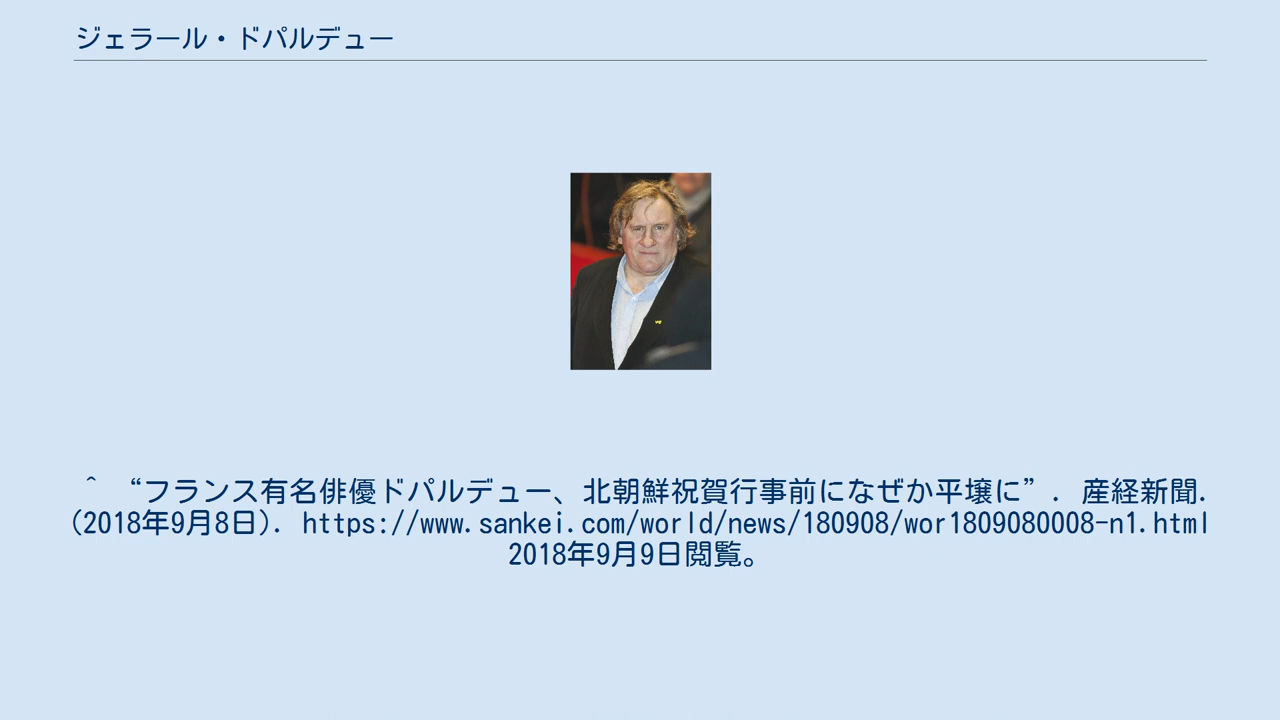 ジェラール・ドパルデュー
^ “フランス有名俳優ドパルデュー、北朝鮮祝賀行事前になぜか平壌に”. 産経新聞.
(2018年9月8日). https://www.sankei.com/world/news/180908/wor1809080008-n1.html
2018年9月9日閲覧。